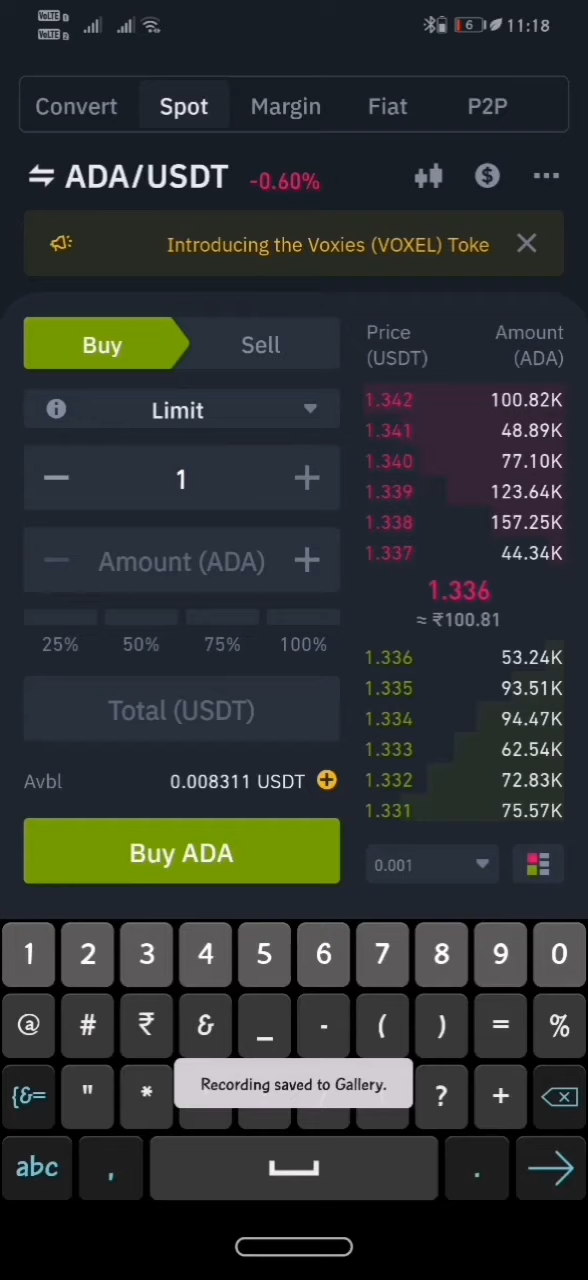 VoLTE 1
VoLTE 2
6 11:18
Convert Spot Margin Fiat P2P
ADA/USDT -0.60%
Introducing the Voxies (VOXEL) Toke
Buy Sell
Limit
1
Amount (ADA)
25% 50% 75% 100%
Total (USDT)
Avbl 0.008311 USDT
Buy ADA
Price (USDT) Amount (ADA)
1.342 100.82K
1.341 48.89K
1.340 77.10K
1.339 123.64K
1.338 157.25K
1.337 44.34K
1.336
≈ ₹100.81
1.336 53.24K
1.335 93.51K
1.334 94.47K
1.333 62.54K
1.332 72.83K
1.331 75.57K
0.001
1 2 3 4 5 6 7 8 9 0
@ # ₹ & _ - ( ) = %
{&= " * ? +
Recording saved to Gallery.
abc , .